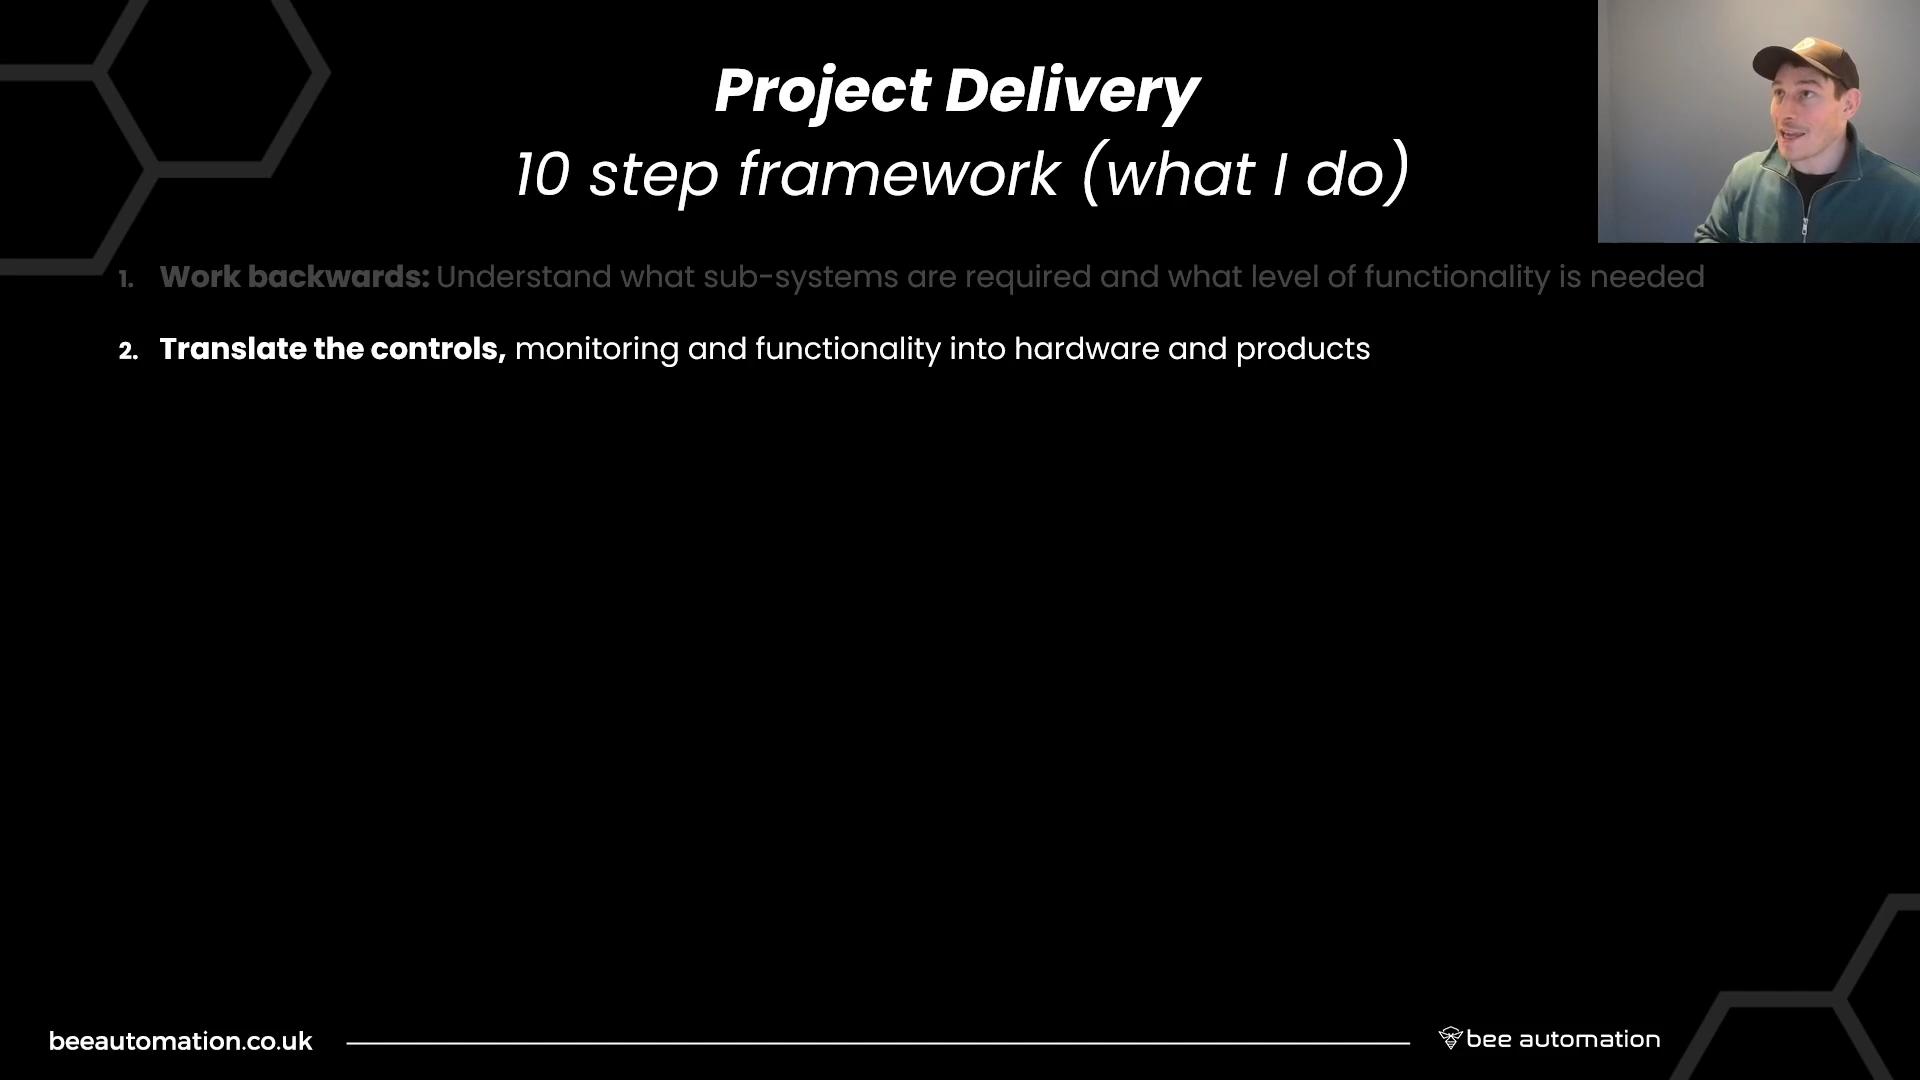 Project Delivery
10 step framework (what I do)
1. Work backwards: Understand what sub-systems are required and what level of functionality is needed
2. Translate the controls, monitoring and functionality into hardware and products
beeautomation.co.uk
bee automation